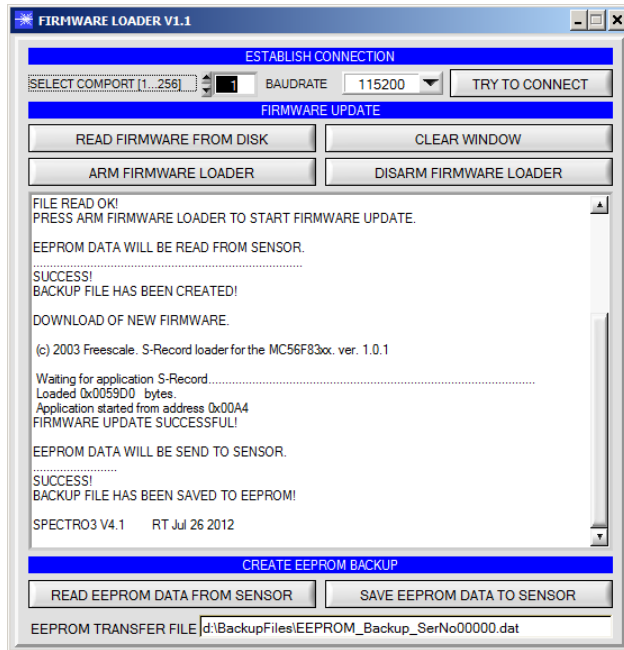 FIRMWARE LOADER V1.1
ESTABLISH CONNECTION
SELECT COMPORT [1...256] 1 BAUDRATE 115200 TRY TO CONNECT
FIRMWARE UPDATE
READ FIRMWARE FROM DISK CLEAR WINDOW
ARM FIRMWARE LOADER DISARM FIRMWARE LOADER
FILE READ OK!
PRESS ARM FIRMWARE LOADER TO START FIRMWARE UPDATE.
EEPROM DATA WILL BE READ FROM SENSOR.
................................................................................
SUCCESS!
BACKUP FILE HAS BEEN CREATED!
DOWNLOAD OF NEW FIRMWARE.
(c) 2003 Freescale. S-Record loader for the MC56F83xx. ver. 1.0.1
Waiting for application S-Record...................................................................................................
Loaded 0x0059D0 bytes.
Application started from address 0x00A4
FIRMWARE UPDATE SUCCESSFUL!
EEPROM DATA WILL BE SEND TO SENSOR.
.........................
SUCCESS!
BACKUP FILE HAS BEEN SAVED TO EEPROM!
SPECTRO3 V4.1 RT Jul 26 2012
CREATE EEPROM BACKUP
READ EEPROM DATA FROM SENSOR SAVE EEPROM DATA TO SENSOR
EEPROM TRANSFER FILE d:\BackupFiles\EEPROM_Backup_SerNo00000.dat